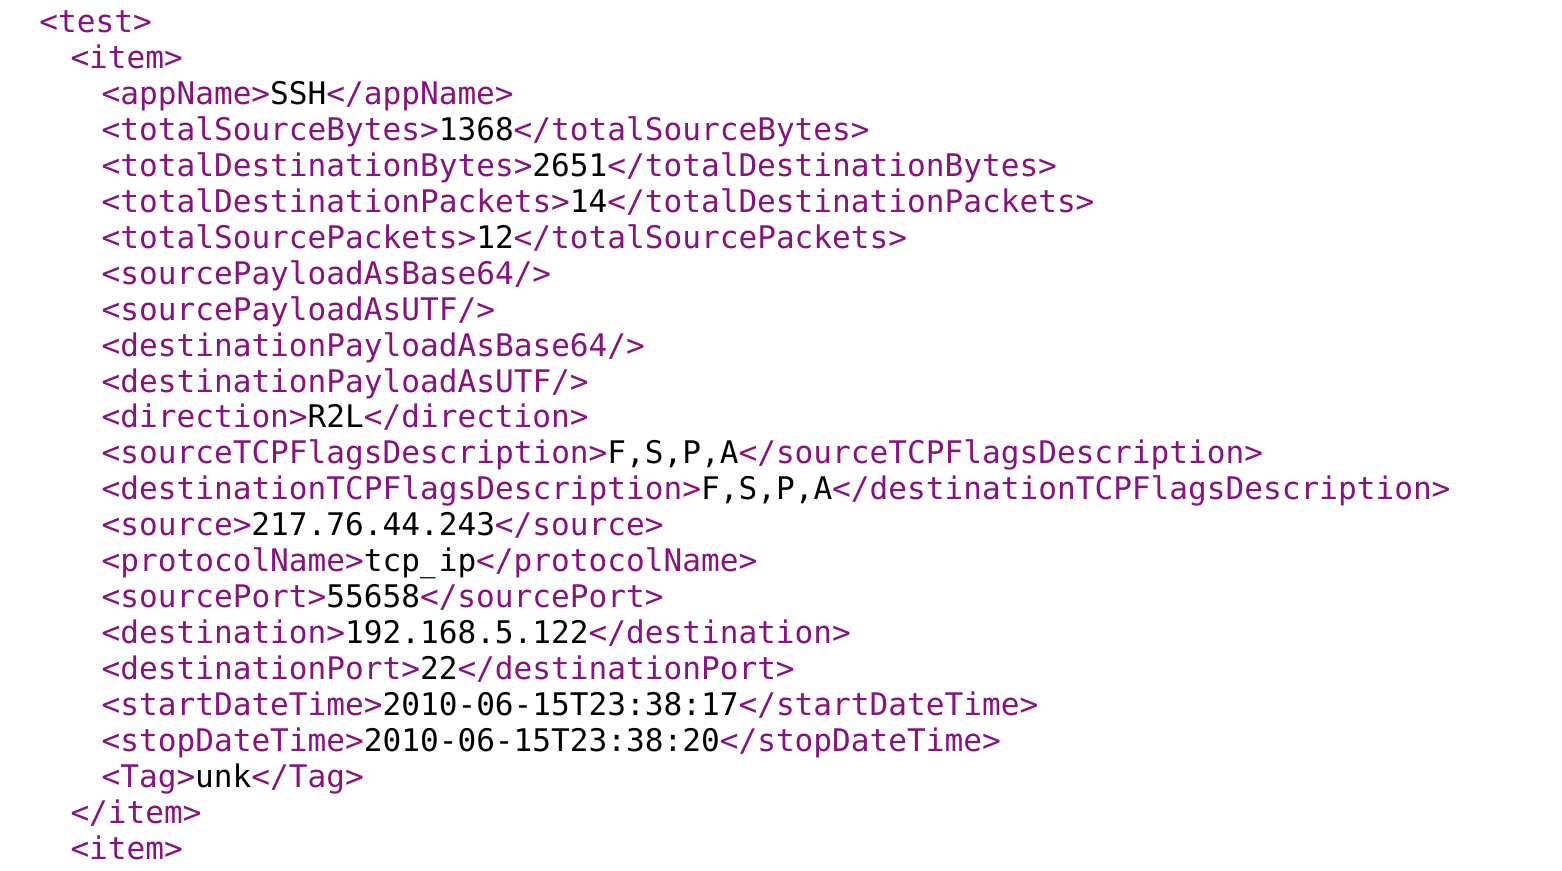 <test>
<item>
<appName>SSH</appName>
<totalSourceBytes>1368</totalSourceBytes>
<totalDestinationBytes>2651</totalDestinationBytes>
<totalDestinationPackets>14</totalDestinationPackets>
<totalSourcePackets>12</totalSourcePackets>
<sourcePayloadAsBase64/>
<sourcePayloadAsUTF/>
<destinationPayloadAsBase64/>
<destinationPayloadAsUTF/>
<direction>R2L</direction>
<sourceTCPFlagsDescription>F,S,P,A</sourceTCPFlagsDescription>
<destinationTCPFlagsDescription>F,S,P,A</destinationTCPFlagsDescription>
<source>217.76.44.243</source>
<protocolName>tcp_ip</protocolName>
<sourcePort>55658</sourcePort>
<destination>192.168.5.122</destination>
<destinationPort>22</destinationPort>
<startDateTime>2010-06-15T23:38:17</startDateTime>
<stopDateTime>2010-06-15T23:38:20</stopDateTime>
<Tag>unk</Tag>
</item>
<item>